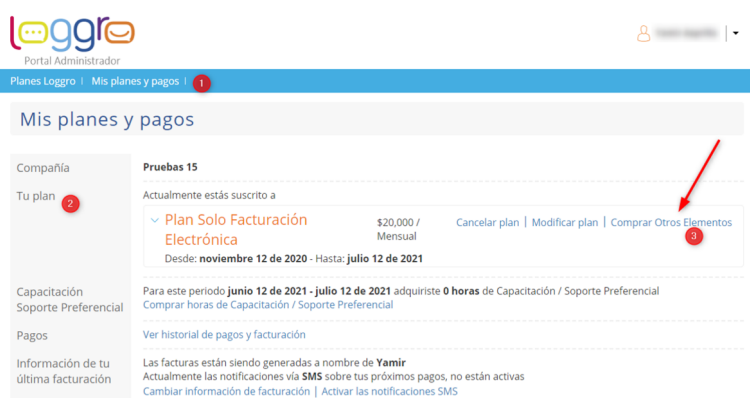 Loggro
Portal Administrador
Planes Loggro | Mis planes y pagos | 1
Mis planes y pagos
Compañía Pruebas 15
Tu plan 2 Actualmente estás suscrito a
Plan Solo Facturación $20,000 / Cancelar plan | Modificar plan | Comprar Otros Elementos
Electrónica Mensual 3
Desde: noviembre 12 de 2020 - Hasta: julio 12 de 2021
Capacitación Para este periodo junio 12 de 2021 - julio 12 de 2021 adquiriste 0 horas de Capacitación / Soporte Preferencial
Soporte Preferencial Comprar horas de Capacitación / Soporte Preferencial
Pagos Ver historial de pagos y facturación
Información de tu Las facturas están siendo generadas a nombre de Yamir
última facturación Actualmente las notificaciones vía SMS sobre tus próximos pagos, no están activas
Cambiar información de facturación | Activar las notificaciones SMS